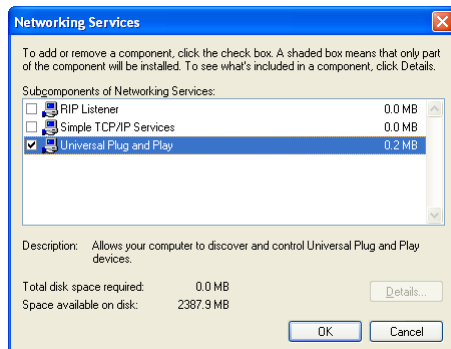 Networking Services
To add or remove a component, click the check box. A shaded box means that only part
of the component will be installed. To see what's included in a component, click Details.
Subcomponents of Networking Services:
RIP Listener 0.0 MB
Simple TCP/IP Services 0.0 MB
Universal Plug and Play 0.2 MB
Description: Allows your computer to discover and control Universal Plug and Play
devices.
Total disk space required: 0.0 MB
Details...
Space available on disk: 2387.9 MB
OK Cancel